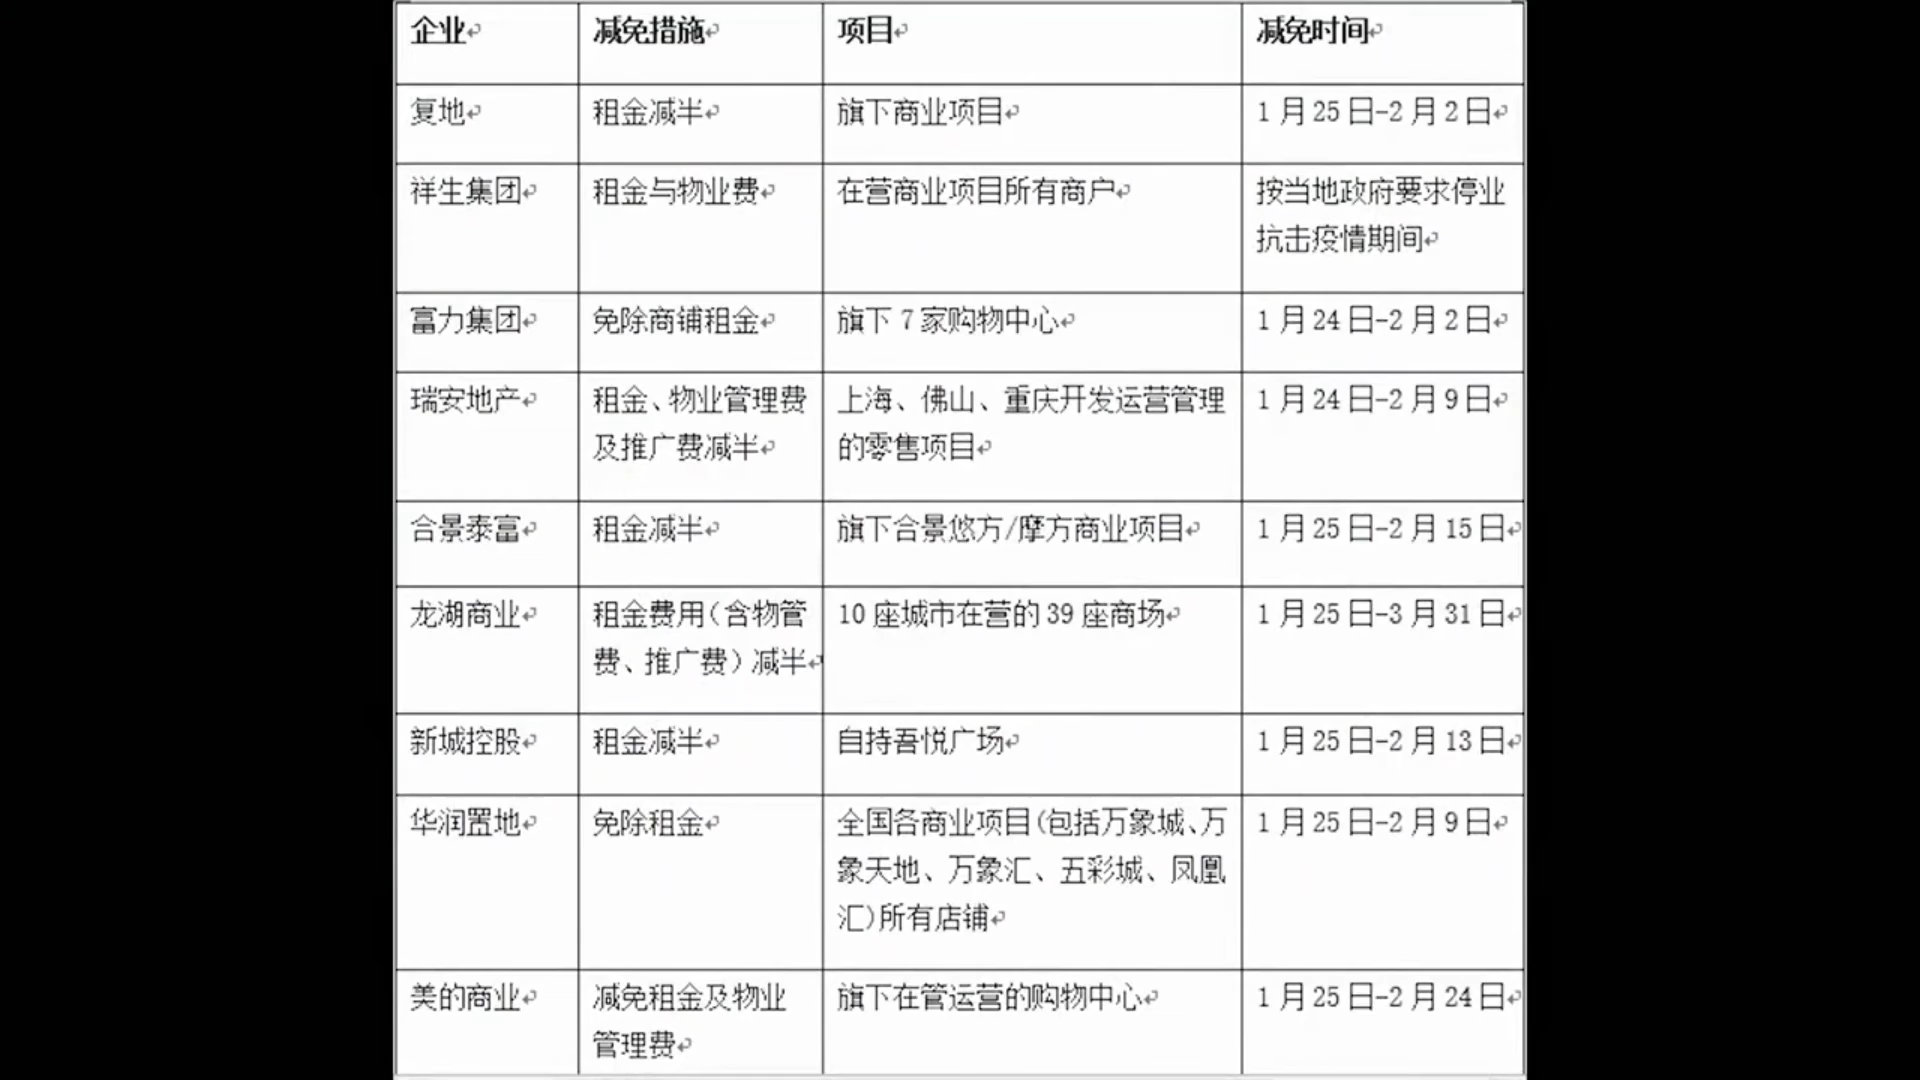 企业 减免措施 项目 减免时间
复地 租金减半 旗下商业项目 1月25日-2月2日
祥生集团 租金与物业费 在营商业项目所有商户 按当地政府要求停业
抗击疫情期间
富力集团 免除商铺租金 旗下7家购物中心 1月24日-2月2日
瑞安地产 租金、物业管理费 上海、佛山、重庆开发运营管理 1月24日-2月9日
及推广费减半 的零售项目
合景泰富 租金减半 旗下合景悠方/摩方商业项目 1月25日-2月15日
龙湖商业 租金费用(含物管 10座城市在营的39座商场 1月25日-3月31日
费、推广费)减半
新城控股 租金减半 自持吾悦广场 1月25日-2月13日
华润置地 免除租金 全国各商业项目(包括万象城、万 1月25日-2月9日
象天地、万象汇、五彩城、凤凰
汇)所有店铺
美的商业 减免租金及物业 旗下在管运营的购物中心 1月25日-2月24日
管理费